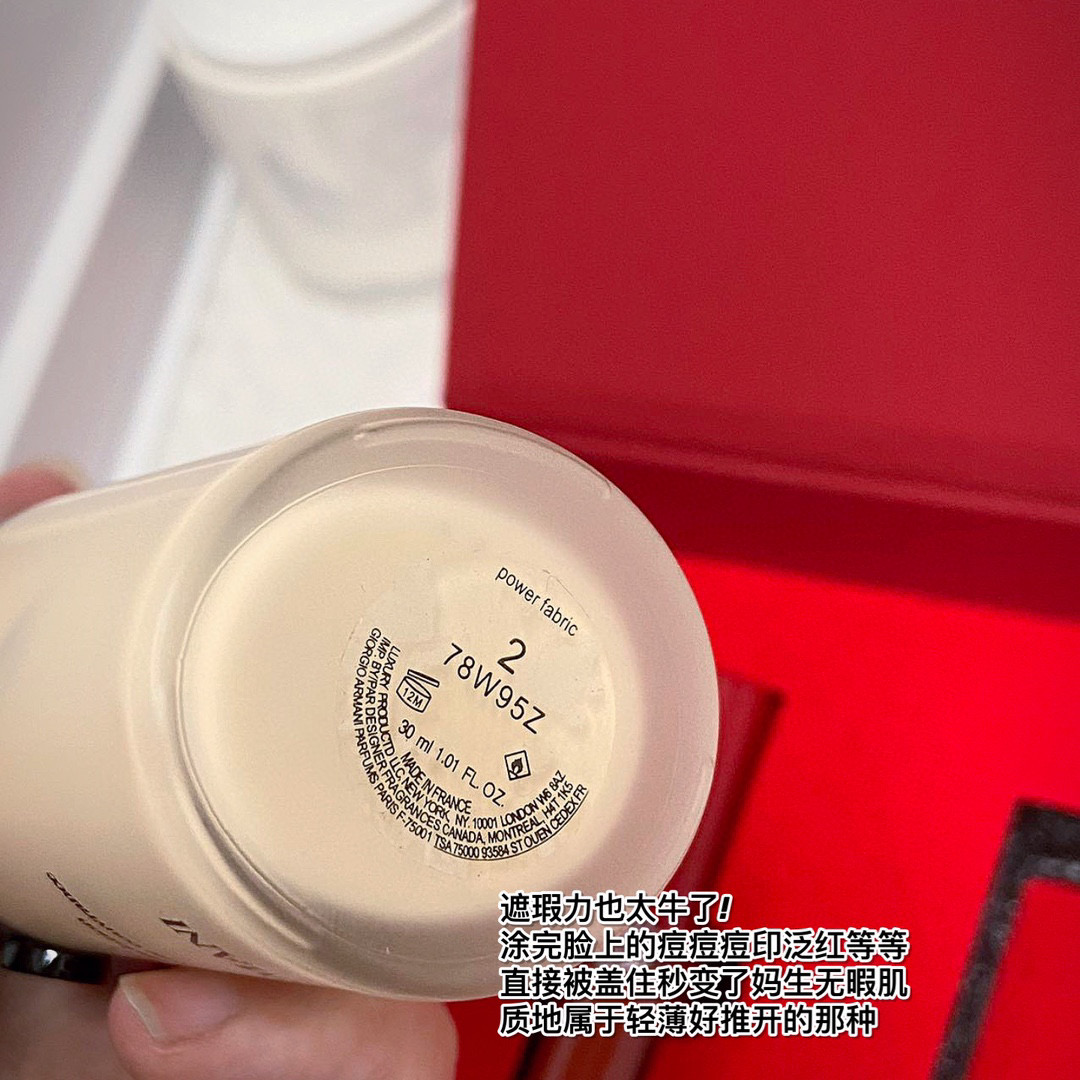 power fabric
2
78W95Z
12M
30 ml 1.01 FL. OZ.
MADE IN FRANCE
LUXURY PRODUCTD LLC, NEW YORK, NY. 10001 LONDON W6 8AZ
IMP. BY/PAR DESIGNER FRAGRANCES CANADA, MONTREAL, H4T 1K5
GIORGIO ARMANI PARFUMS PARIS F-75001 TSA 75000 93584 ST OUEN CEDEX FR
遮瑕力也太牛了!
涂完脸上的痘痘痘印泛红等等
直接被盖住秒变了妈生无暇肌
质地属于轻薄好推开的那种